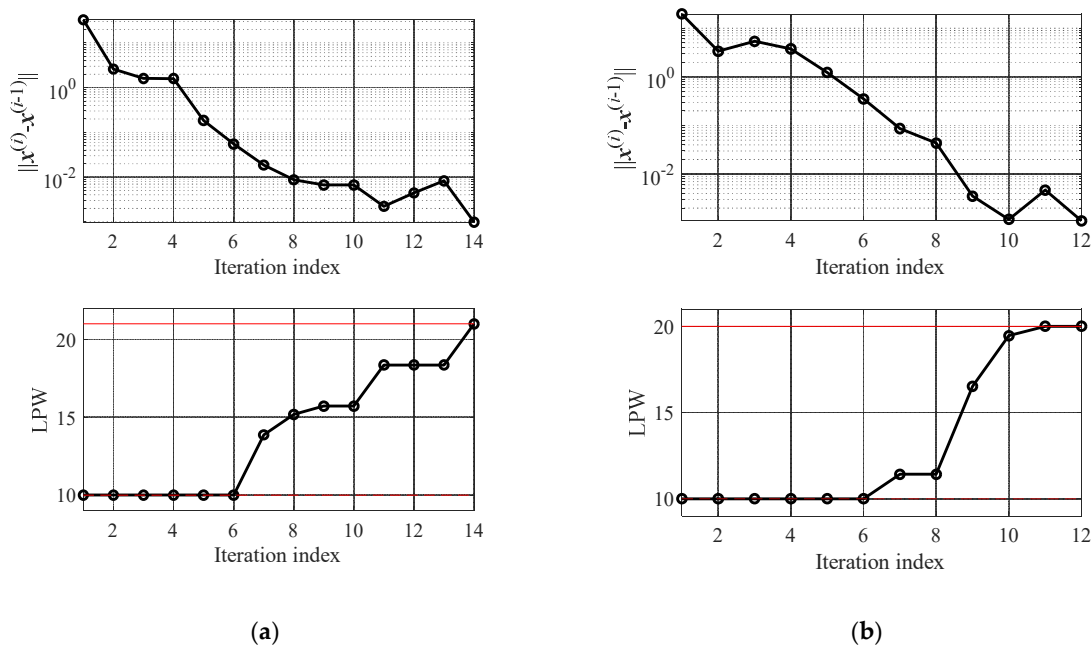 ||x^(i)-x^(i-1)||
10^0
10^-2
2 4 6 8 10 12 14
Iteration index
LPW
20
15
10
2 4 6 8 10 12 14
Iteration index
(a)
||x^(i)-x^(i-1)||
10^0
10^-2
2 4 6 8 10 12
Iteration index
LPW
20
15
10
2 4 6 8 10 12
Iteration index
(b)